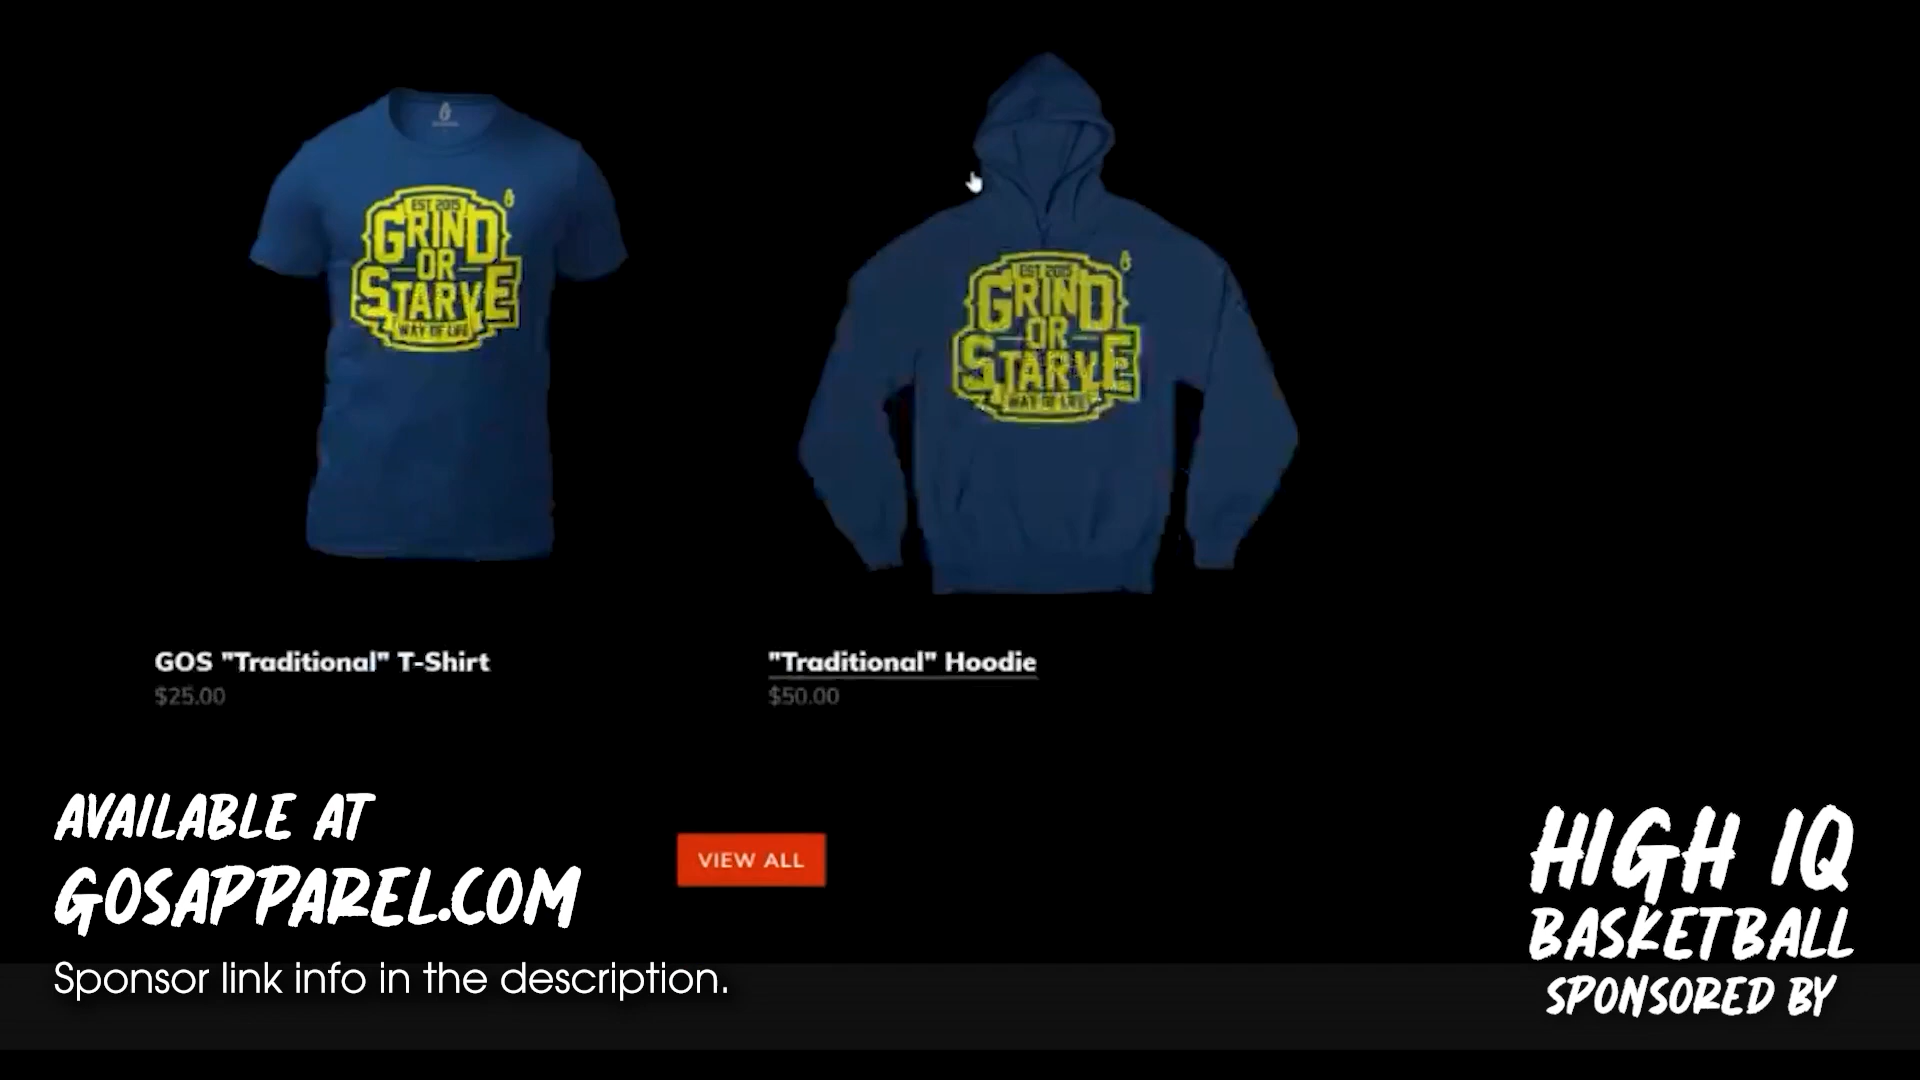 EST 2015
GRIND
OR
STARVE
WAY OF LIFE
EST 2015
GRIND
OR
STARVE
WAY OF LIFE
GOS "Traditional" T-Shirt
$25.00
"Traditional" Hoodie
$50.00
VIEW ALL
AVAILABLE AT
GOSAPPAREL.COM
Sponsor link info in the description.
HIGH IQ
BASKETBALL
SPONSORED BY